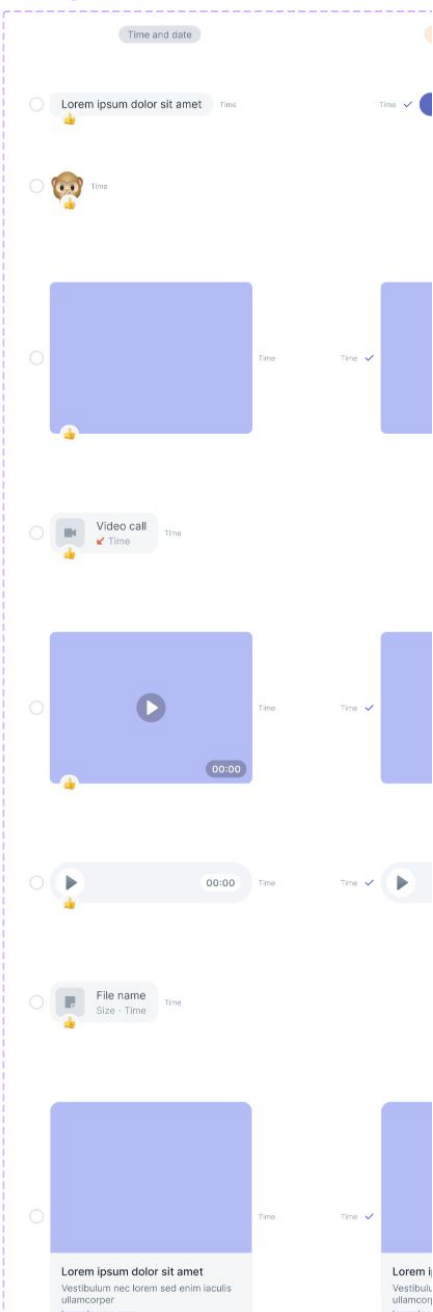 Time and date
Lorem ipsum dolor sit amet Time
Time
Time
Time
Time
Video call
Time
Time
00:00
Time
Time
00:00
Time
Time
File name
Size - Time
Time
Time
Time
Lorem ipsum dolor sit amet
Vestibulum nec lorem sed enim iaculis
ullamcorper
Lorem